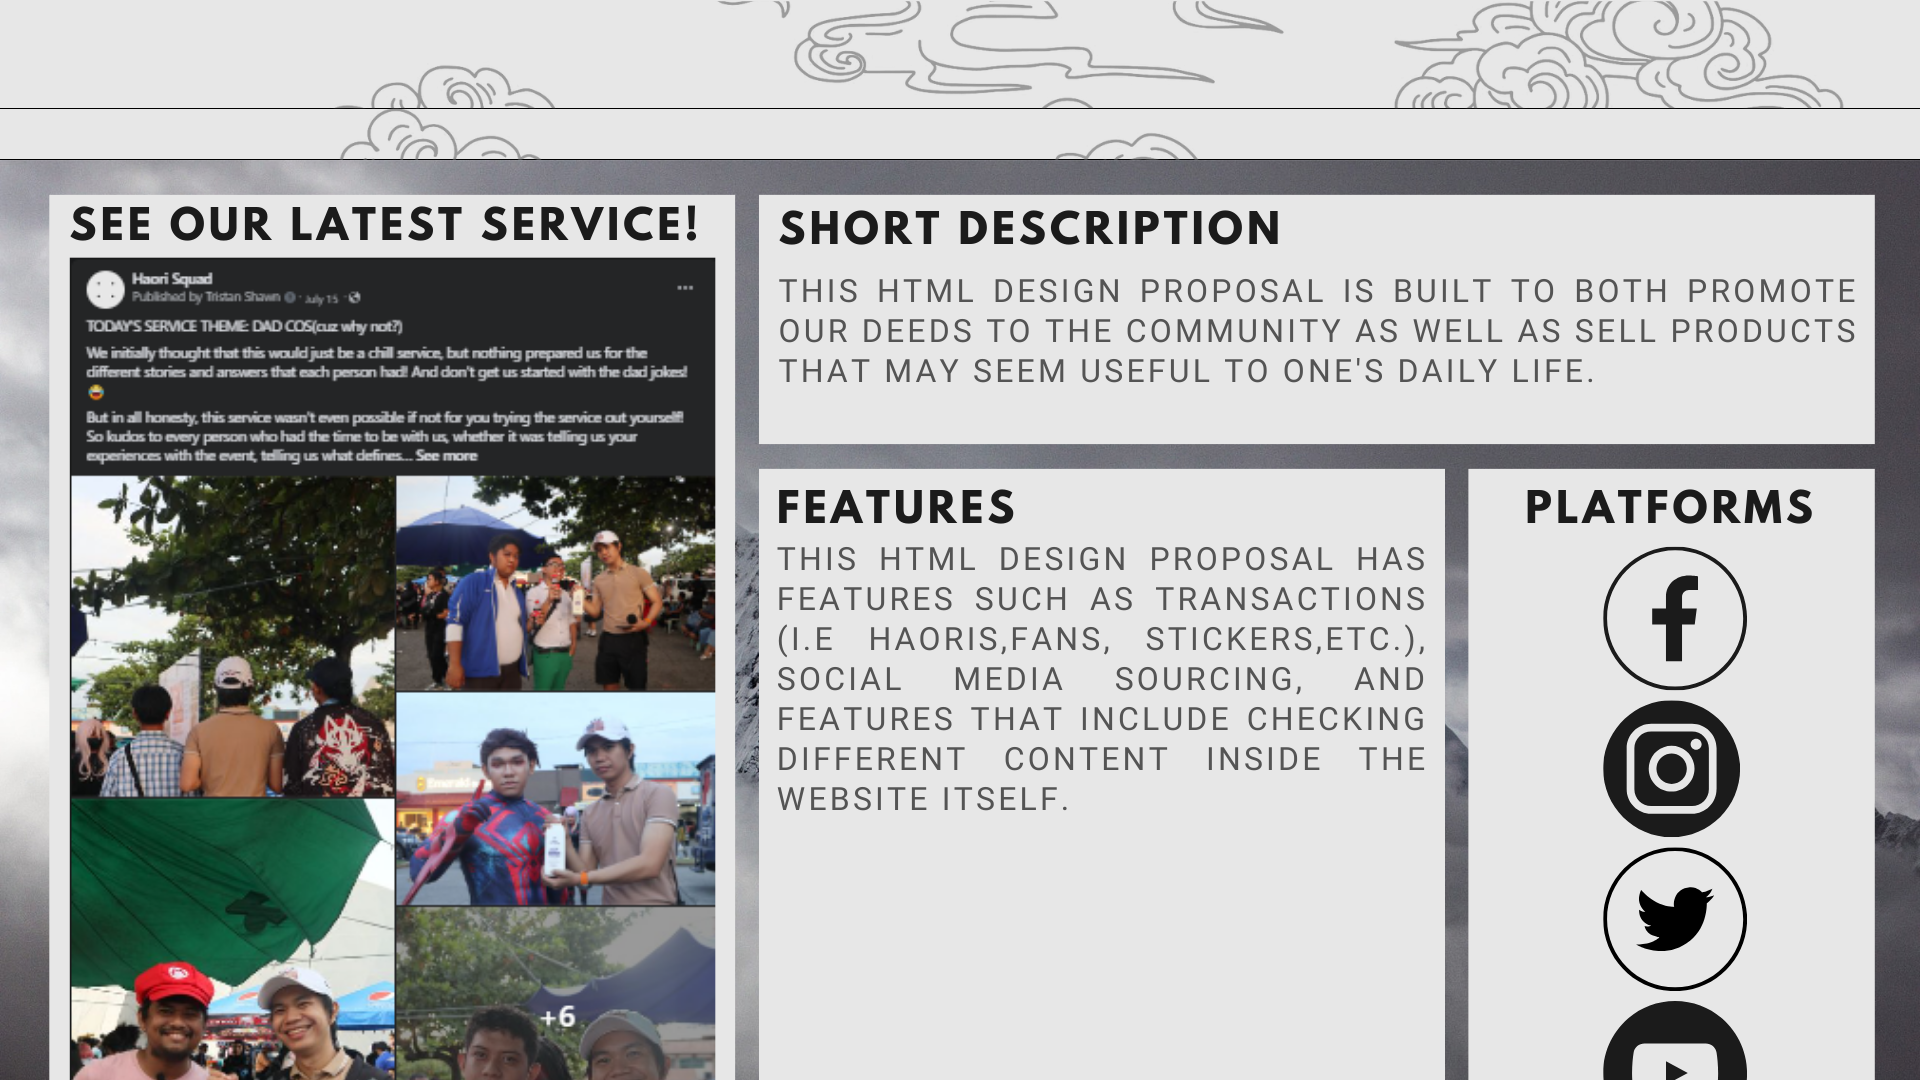 SEE OUR LATEST SERVICE!
Haori Squad
Published by Tristan Shawn · July 15 ·
TODAY'S SERVICE THEME: DAD COS(cuz why not?)
We initially thought that this would just be a chill service, but nothing prepared us for the
different stories and answers that each person had! And don't get us started with the dad jokes!
😂
But in all honesty, this service wasn't even possible if not for you trying the service out yourself!
So kudos to every person who had the time to be with us, whether it was telling us your
experiences with the event, telling us what defines... See more
+6
SHORT DESCRIPTION
THIS HTML DESIGN PROPOSAL IS BUILT TO BOTH PROMOTE
OUR DEEDS TO THE COMMUNITY AS WELL AS SELL PRODUCTS
THAT MAY SEEM USEFUL TO ONE'S DAILY LIFE.
FEATURES
THIS HTML DESIGN PROPOSAL HAS
FEATURES SUCH AS TRANSACTIONS
(I.E HAORIS,FANS, STICKERS,ETC.),
SOCIAL MEDIA SOURCING, AND
FEATURES THAT INCLUDE CHECKING
DIFFERENT CONTENT INSIDE THE
WEBSITE ITSELF.
PLATFORMS